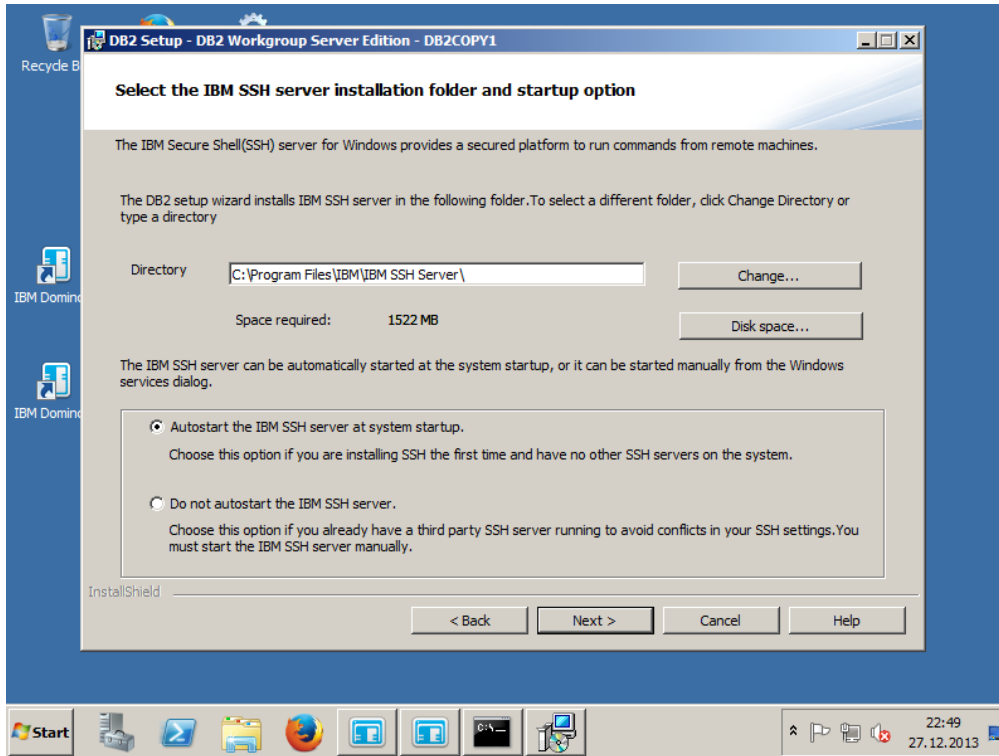 DB2 Setup - DB2 Workgroup Server Edition - DB2COPY1
Recycle B
Select the IBM SSH server installation folder and startup option
The IBM Secure Shell(SSH) server for Windows provides a secured platform to run commands from remote machines.
The DB2 setup wizard installs IBM SSH server in the following folder.To select a different folder, click Change Directory or
type a directory
Directory
C:\Program Files\IBM\IBM SSH Server\
Change...
IBM Domino
Space required: 1522 MB
Disk space...
The IBM SSH server can be automatically started at the system startup, or it can be started manually from the Windows
services dialog.
IBM Domino
Autostart the IBM SSH server at system startup.
Choose this option if you are installing SSH the first time and have no other SSH servers on the system.
Do not autostart the IBM SSH server.
Choose this option if you already have a third party SSH server running to avoid conflicts in your SSH settings.You
must start the IBM SSH server manually.
InstallShield
< Back
Next >
Cancel
Help
Start
C:\_
22:49
27.12.2013